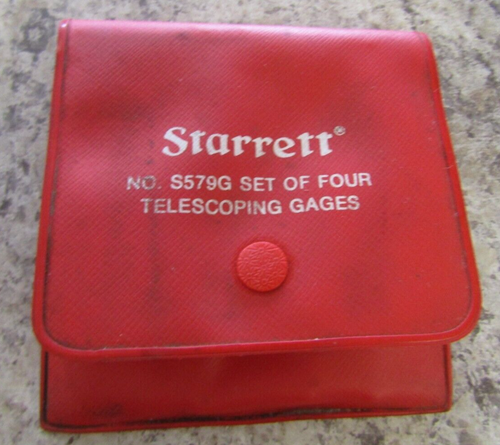 Starrett®
NO. S579G SET OF FOUR
TELESCOPING GAGES